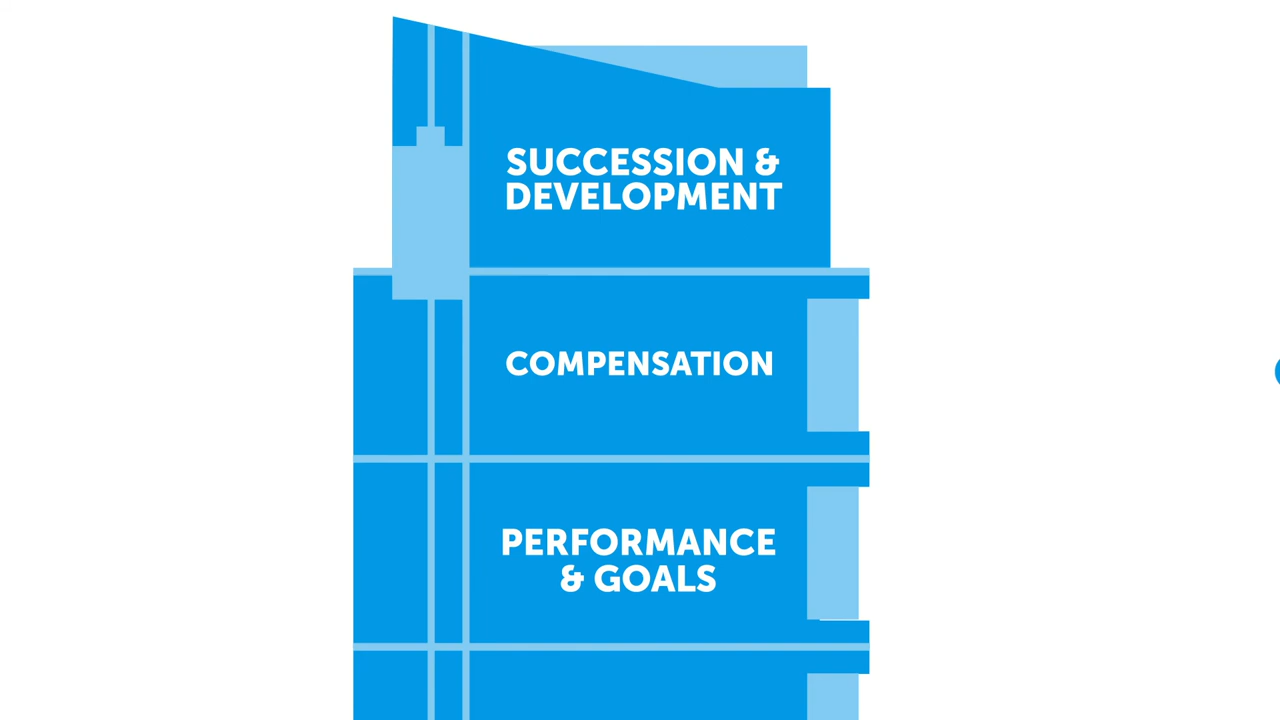 SUCCESSION &
DEVELOPMENT
COMPENSATION
PERFORMANCE
& GOALS